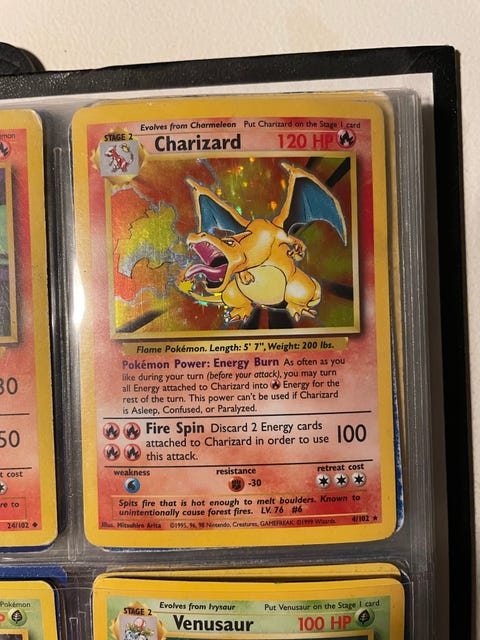 Evolves from Charmeleon Put Charizard on the Stage 1 card
STAGE 2
Charizard 120 HP
Flame Pokémon. Length: 5' 7", Weight: 200 lbs.
Pokémon Power: Energy Burn As often as you
like during your turn (before your attack), you may turn
all Energy attached to Charizard into Energy for the
rest of the turn. This power can't be used if Charizard
is Asleep, Confused, or Paralyzed.
Fire Spin Discard 2 Energy cards
attached to Charizard in order to use 100
this attack.
weakness resistance retreat cost
-30
Spits fire that is hot enough to melt boulders. Known to
unintentionally cause forest fires. LV. 76 #6
Illus. Mitsuhiro Arita ©1995, 96, 98 Nintendo, Creatures, GAMEFREAK. ©1999 Wizards. 4/102
30
50
cost
24/102
Pokémon
STAGE 2
Evolves from Ivysaur Put Venusaur on the Stage 1 card
Venusaur 100 HP